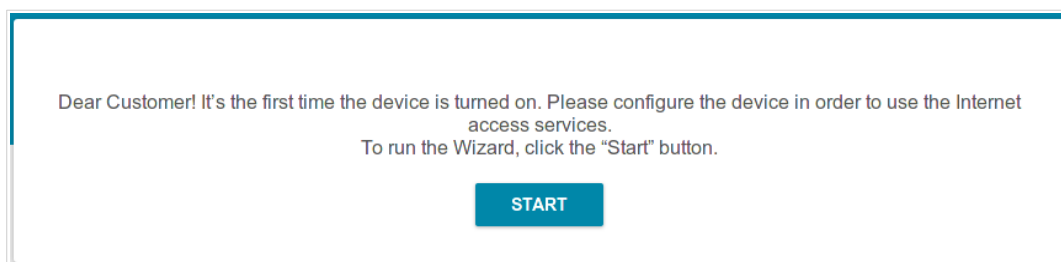 Dear Customer! It’s the first time the device is turned on. Please configure the device in order to use the Internet
access services.
To run the Wizard, click the “Start” button.
START